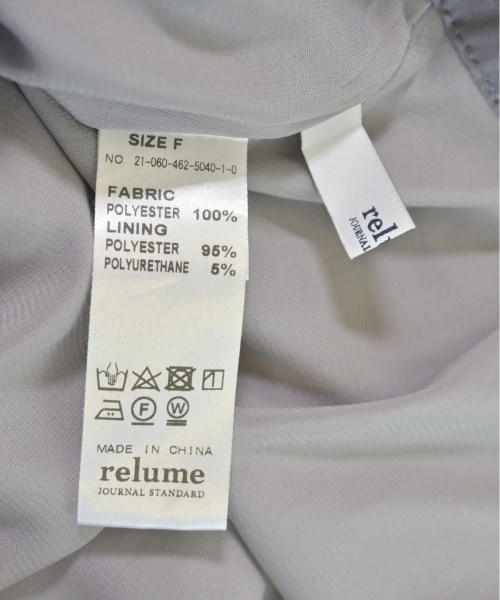 SIZE F
NO 21-060-462-5040-1-0
FABRIC
POLYESTER 100%
LINING
POLYESTER 95%
POLYURETHANE 5%
F
W
MADE IN CHINA
relume
JOURNAL STANDARD
rel
JOURNAL